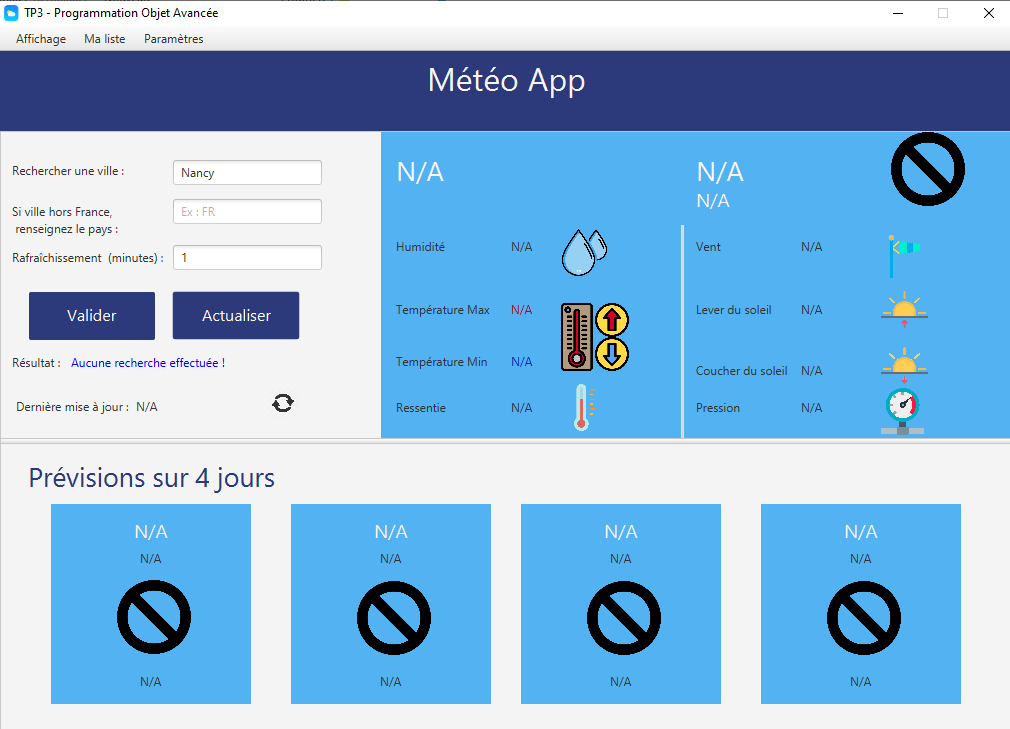 TP3 - Programmation Objet Avancée
Affichage Ma liste Paramètres
Météo App
Rechercher une ville :
Nancy
Si ville hors France,
renseignez le pays :
Ex : FR
Rafraîchissement (minutes) :
1
Valider
Actualiser
Résultat : Aucune recherche effectuée !
Dernière mise à jour : N/A
N/A
Humidité N/A
Température Max N/A
Température Min N/A
Ressentie N/A
N/A
N/A
Vent N/A
Lever du soleil N/A
Coucher du soleil N/A
Pression N/A
Prévisions sur 4 jours
N/A
N/A
N/A
N/A
N/A
N/A
N/A
N/A
N/A
N/A
N/A
N/A